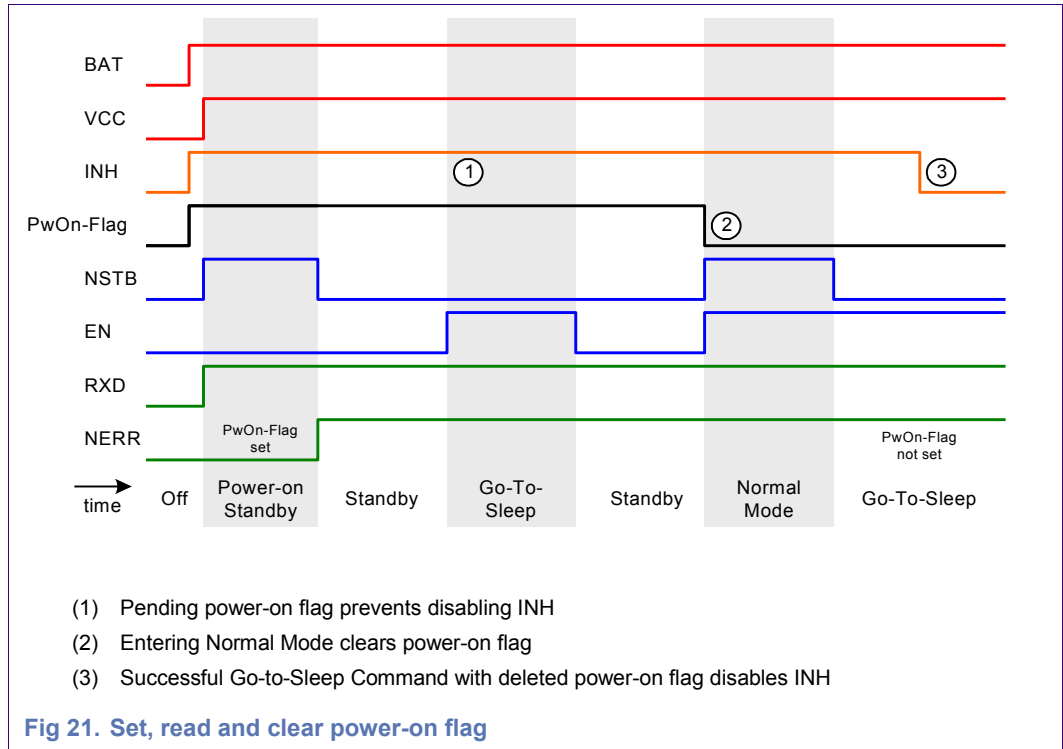 BAT
VCC
INH
1
3
PwOn-Flag
2
NSTB
EN
RXD
NERR
PwOn-Flag
set
PwOn-Flag
not set
time
Off
Power-on
Standby
Standby
Go-To-
Sleep
Standby
Normal
Mode
Go-To-Sleep
(1) Pending power-on flag prevents disabling INH
(2) Entering Normal Mode clears power-on flag
(3) Successful Go-to-Sleep Command with deleted power-on flag disables INH
Fig 21. Set, read and clear power-on flag